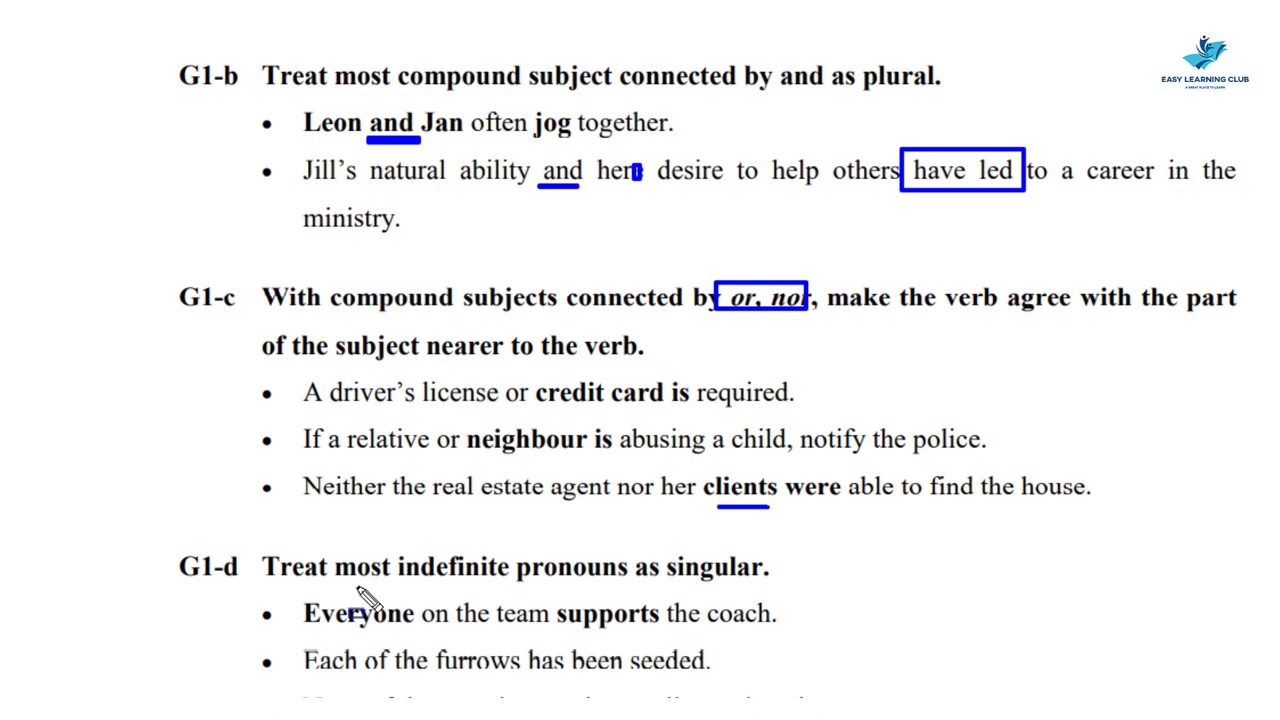 EASY LEARNING CLUB
A GREAT PLACE TO LEARN
G1-b Treat most compound subject connected by and as plural.
• Leon and Jan often jog together.
• Jill's natural ability and her desire to help others have led to a career in the
ministry.
G1-c With compound subjects connected by or, nor, make the verb agree with the part
of the subject nearer to the verb.
• A driver's license or credit card is required.
• If a relative or neighbour is abusing a child, notify the police.
• Neither the real estate agent nor her clients were able to find the house.
G1-d Treat most indefinite pronouns as singular.
• Everyone on the team supports the coach.
• Each of the furrows has been seeded.